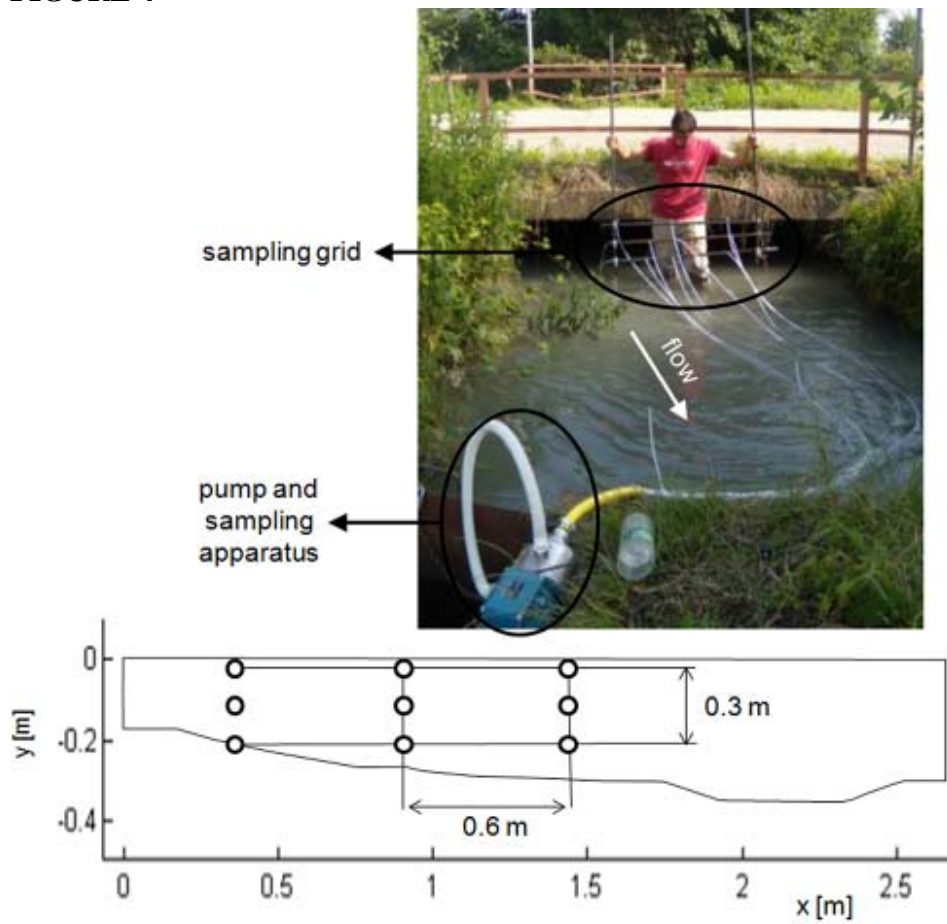 FIGURE
sampling grid
flow
pump and
sampling
apparatus
0
-0.2
-0.4
y [m]
0.3 m
0.6 m
0 0.5 1 1.5 2 2.5
x [m]